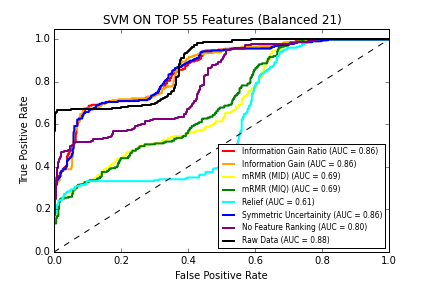 SVM ON TOP 55 Features (Balanced 21)
True Positive Rate
1.0
0.8
0.6
0.4
0.2
0.0
Information Gain Ratio (AUC = 0.86)
Information Gain (AUC = 0.86)
mRMR (MID) (AUC = 0.69)
mRMR (MIQ) (AUC = 0.69)
Relief (AUC = 0.61)
Symmetric Uncertainity (AUC = 0.86)
No Feature Ranking (AUC = 0.80)
Raw Data (AUC = 0.88)
0.0 0.2 0.4 0.6 0.8 1.0
False Positive Rate